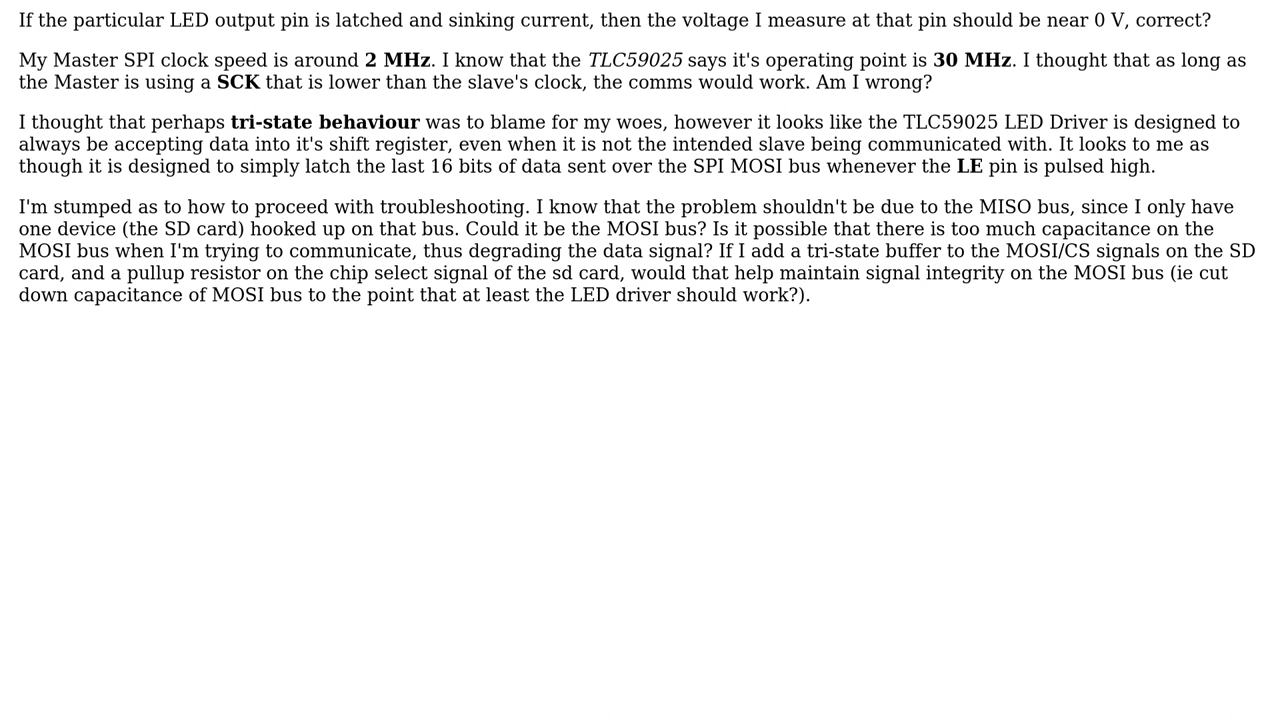 If the particular LED output pin is latched and sinking current, then the voltage I measure at that pin should be near 0 V, correct?
My Master SPI clock speed is around 2 MHz. I know that the TLC59025 says it's operating point is 30 MHz. I thought that as long as
the Master is using a SCK that is lower than the slave's clock, the comms would work. Am I wrong?
I thought that perhaps tri-state behaviour was to blame for my woes, however it looks like the TLC59025 LED Driver is designed to
always be accepting data into it's shift register, even when it is not the intended slave being communicated with. It looks to me as
though it is designed to simply latch the last 16 bits of data sent over the SPI MOSI bus whenever the LE pin is pulsed high.
I'm stumped as to how to proceed with troubleshooting. I know that the problem shouldn't be due to the MISO bus, since I only have
one device (the SD card) hooked up on that bus. Could it be the MOSI bus? Is it possible that there is too much capacitance on the
MOSI bus when I'm trying to communicate, thus degrading the data signal? If I add a tri-state buffer to the MOSI/CS signals on the SD
card, and a pullup resistor on the chip select signal of the sd card, would that help maintain signal integrity on the MOSI bus (ie cut
down capacitance of MOSI bus to the point that at least the LED driver should work?).